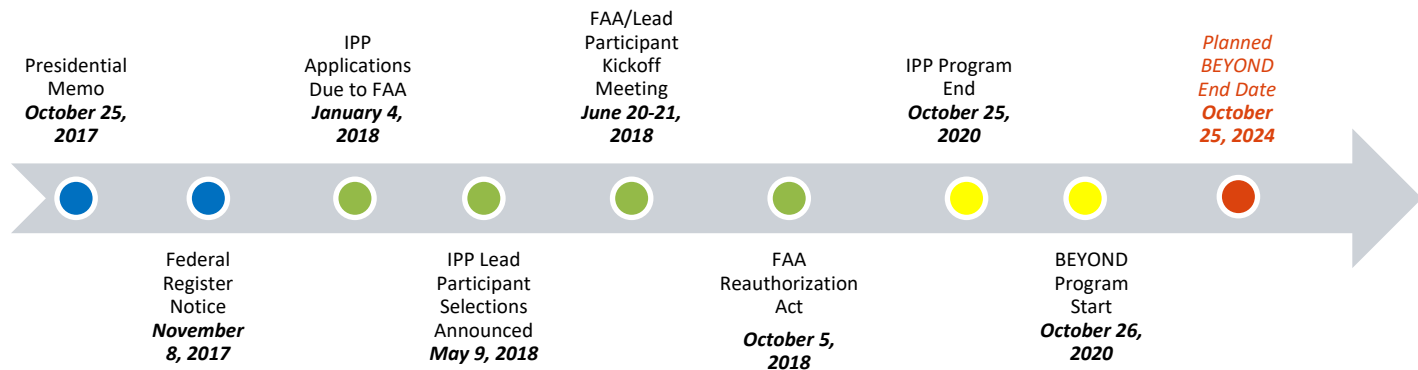 Presidential
Memo
October 25,
2017
Federal
Register
Notice
November
8, 2017
IPP
Applications
Due to FAA
January 4,
2018
IPP Lead
Participant
Selections
Announced
May 9, 2018
FAA/Lead
Participant
Kickoff
Meeting
June 20-21,
2018
FAA
Reauthorization
Act
October 5,
2018
IPP Program
End
October 25,
2020
BEYOND
Program
Start
October 26,
2020
Planned
BEYOND
End Date
October
25, 2024